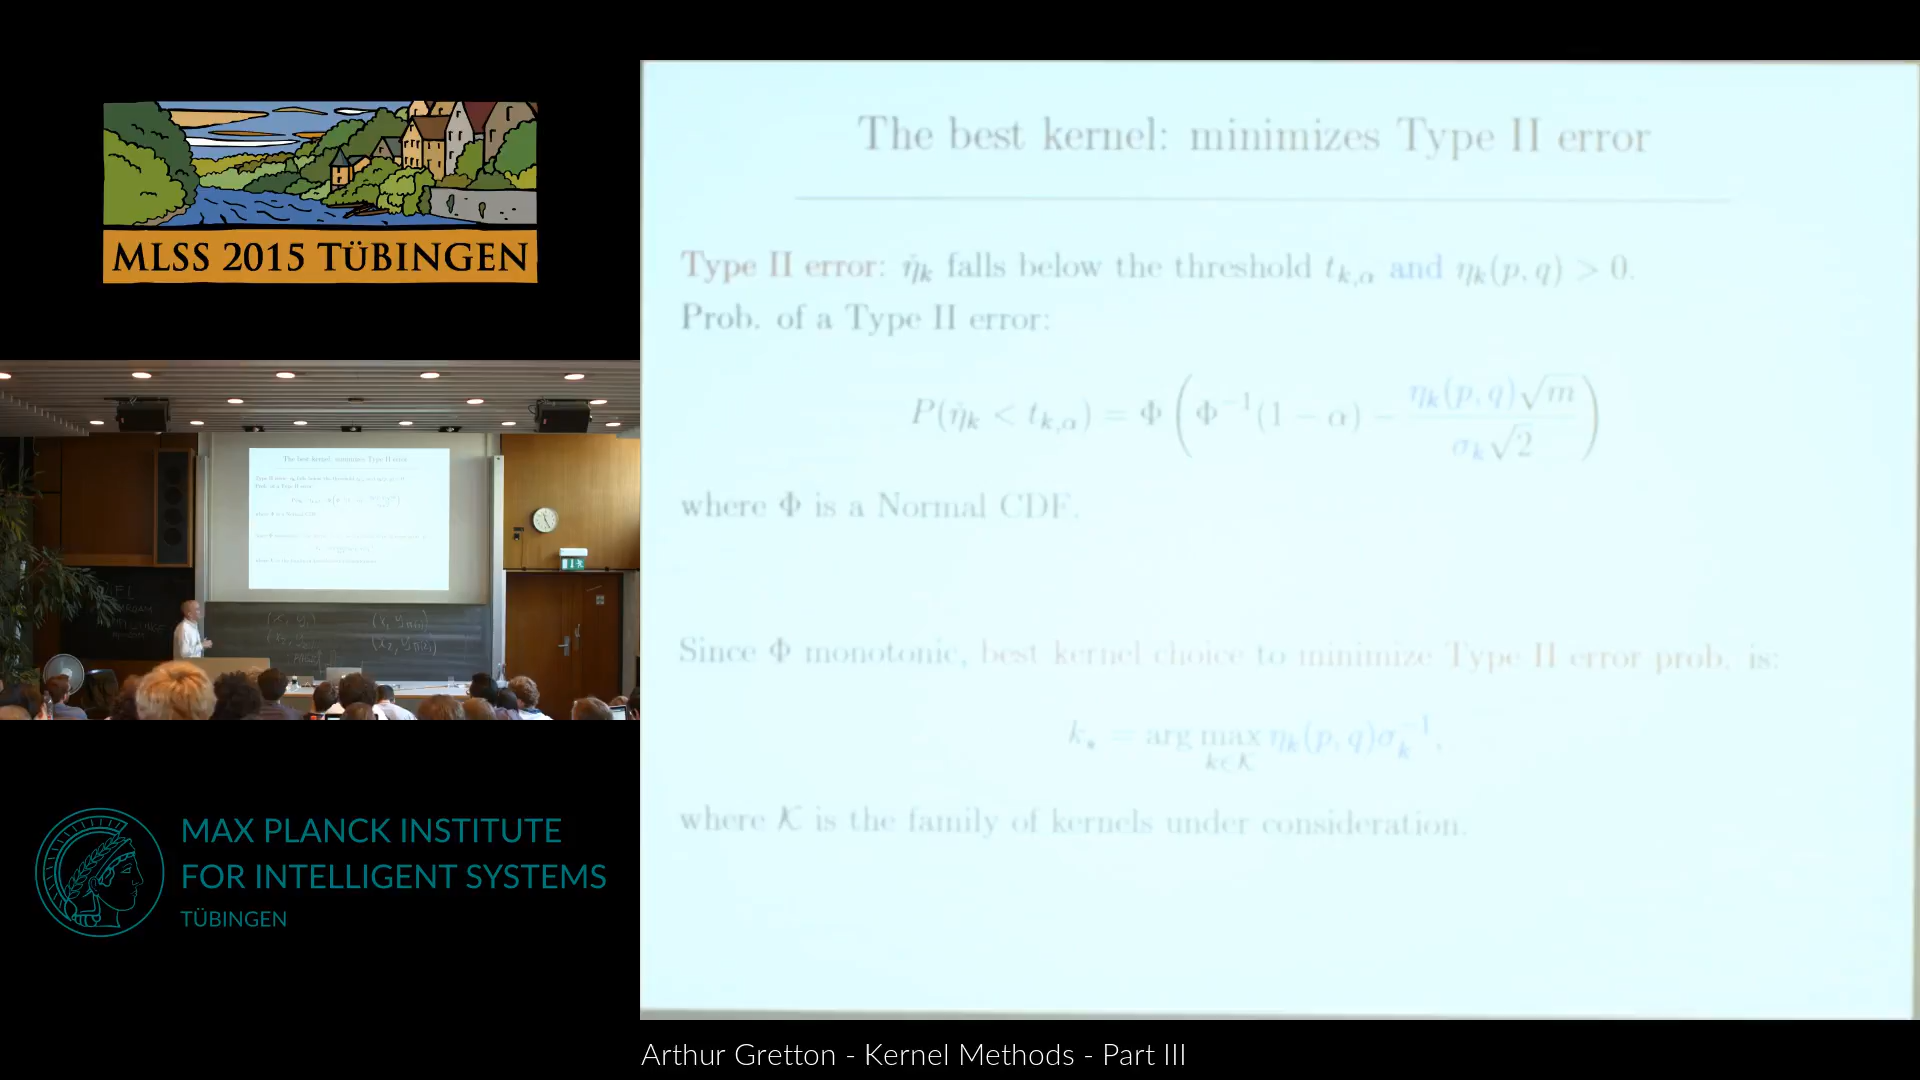 MLSS 2015 TÜBINGEN
The best kernel: minimizes Type II error
Type II error: η̌ₖ falls below the threshold tₖ,α and ηₖ(p, q) > 0.
Prob. of a Type II error:
P(η̌ₖ < tₖ,α) = Φ(Φ⁻¹(1 − α) − ηₖ(p, q)√m / σₖ√2)
where Φ is a Normal CDF.
Since Φ monotonic, best kernel choice to minimize Type II error prob. is:
k⁎ = arg max ηₖ(p, q)σₖ⁻¹,
k∈𝒦
where 𝒦 is the family of kernels under consideration.
MAX PLANCK INSTITUTE
FOR INTELLIGENT SYSTEMS
TÜBINGEN
Arthur Gretton - Kernel Methods - Part III